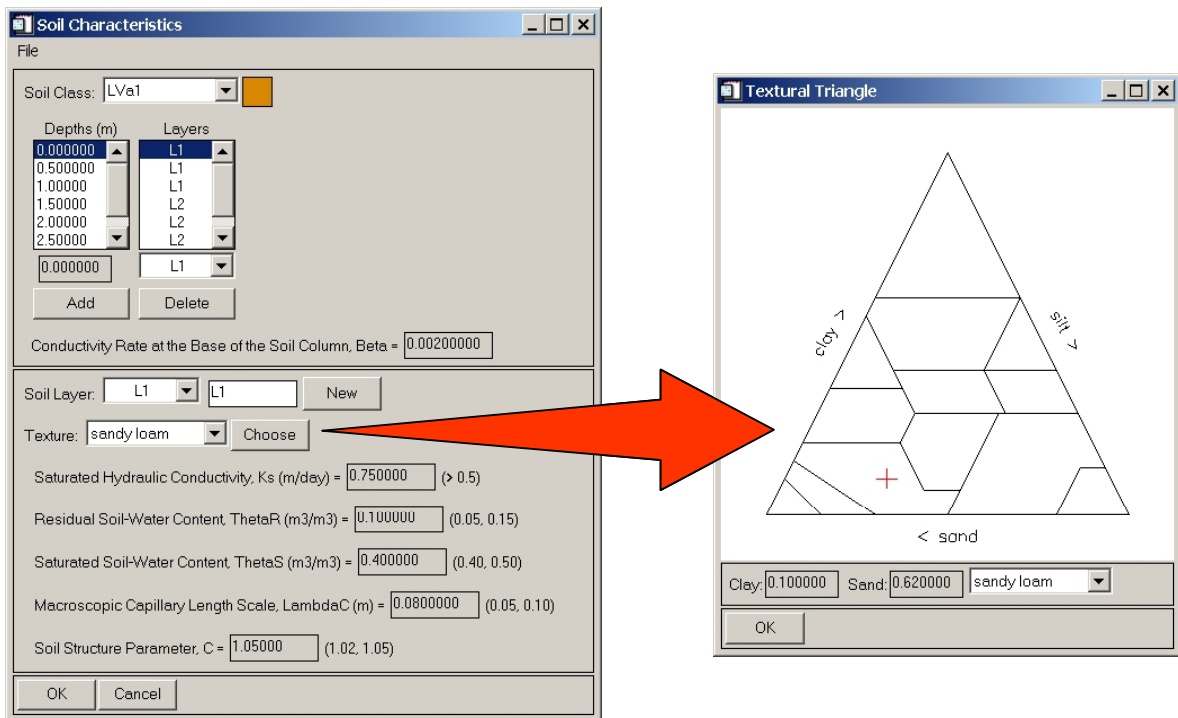 Soil Characteristics
File
Soil Class: LVa1
Depths (m) Layers
0.000000 L1
0.500000 L1
1.00000 L1
1.50000 L2
2.00000 L2
2.50000 L2
0.000000 L1
Add Delete
Conductivity Rate at the Base of the Soil Column, Beta = 0.00200000
Soil Layer: L1 L1 New
Texture: sandy loam Choose
Saturated Hydraulic Conductivity, Ks (m/day) = 0.750000 (> 0.5)
Residual Soil-Water Content, ThetaR (m3/m3) = 0.100000 (0.05, 0.15)
Saturated Soil-Water Content, ThetaS (m3/m3) = 0.400000 (0.40, 0.50)
Macroscopic Capillary Length Scale, LambdaC (m) = 0.0800000 (0.05, 0.10)
Soil Structure Parameter, C = 1.05000 (1.02, 1.05)
OK Cancel
Textural Triangle
clay >
silt >
< sand
Clay: 0.100000 Sand: 0.620000 sandy loam
OK